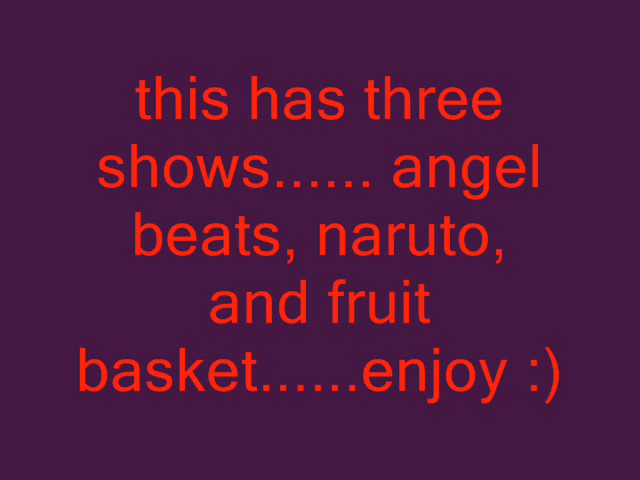 this has three
shows...... angel
beats, naruto,
and fruit
basket......enjoy :)